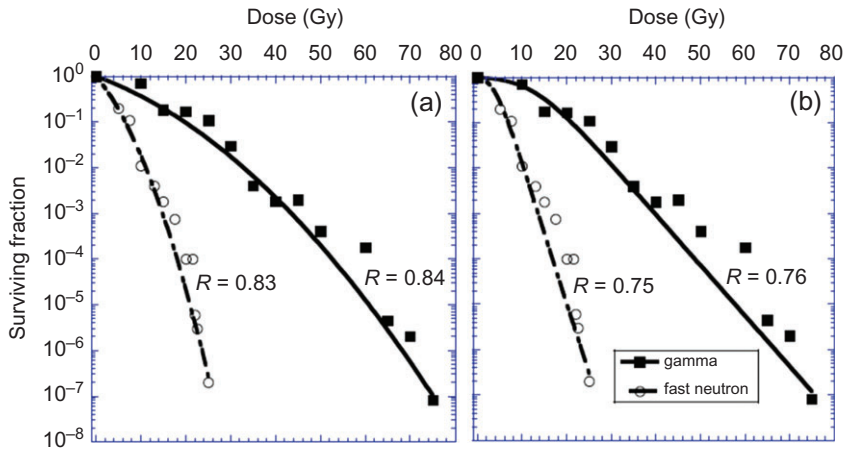 Dose (Gy)
Dose (Gy)
0 10 20 30 40 50 60 70 80
0 10 20 30 40 50 60 70 80
Surviving fraction
10⁰
10⁻¹
10⁻²
10⁻³
10⁻⁴
10⁻⁵
10⁻⁶
10⁻⁷
10⁻⁸
(a)
R = 0.83
R = 0.84
(b)
R = 0.75
R = 0.76
gamma
fast neutron